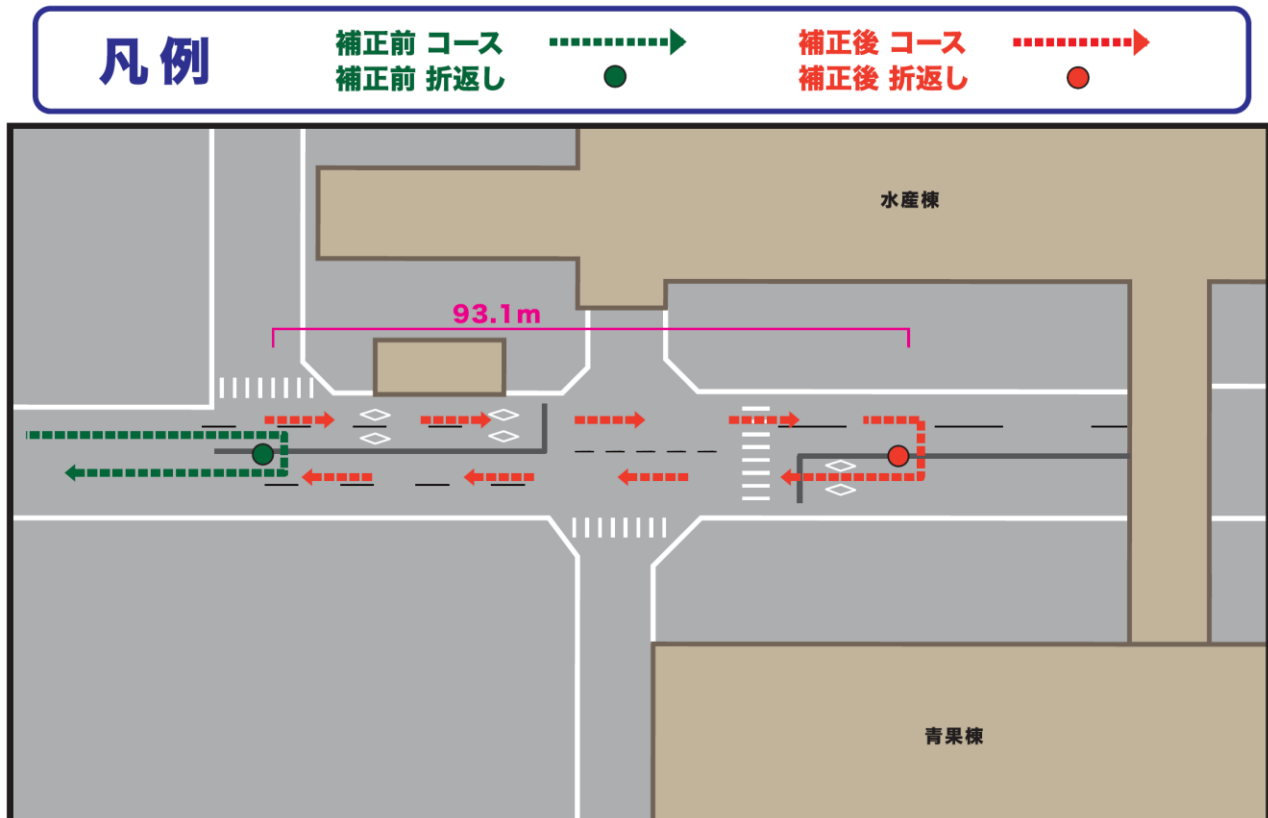 凡例
補正前 コース
補正前 折返し
補正後 コース
補正後 折返し
水産棟
93.1m
青果棟